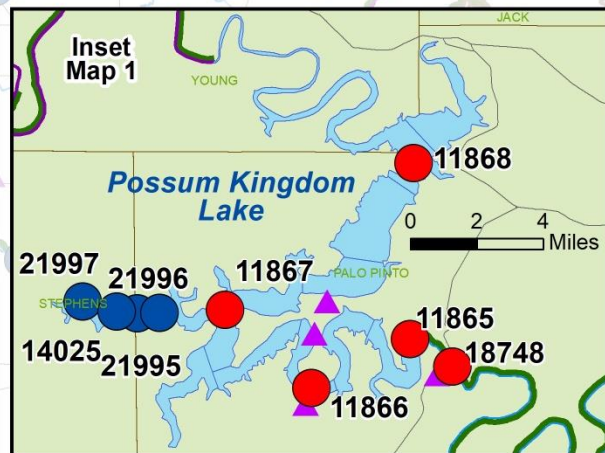 JACK
Inset
Map 1
YOUNG
11868
Possum Kingdom
Lake
0 2 4
Miles
21997
21996
11867
PALO PINTO
STEPHENS
11865
14025
21995
18748
11866